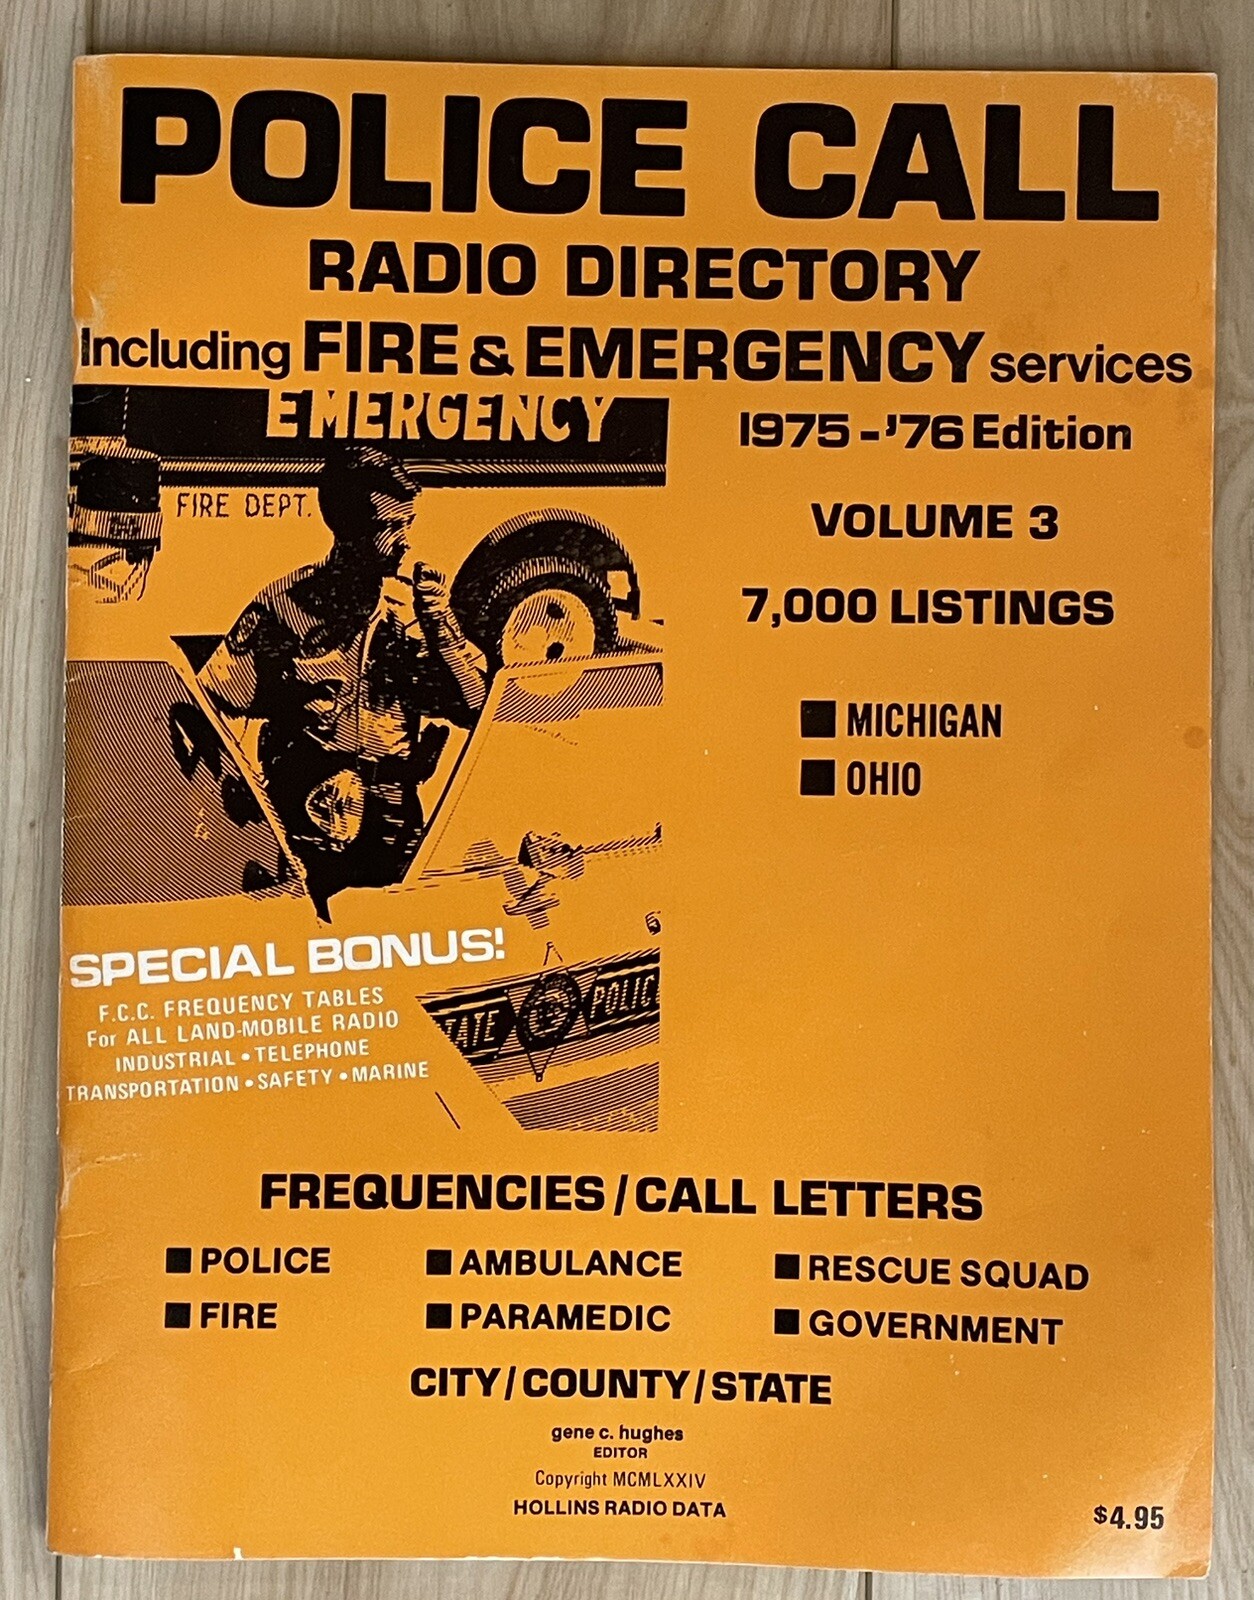 POLICE CALL
RADIO DIRECTORY
Including FIRE & EMERGENCY services
EMERGENCY
FIRE DEPT.
1975-'76 Edition
VOLUME 3
7,000 LISTINGS
■ MICHIGAN
■ OHIO
SPECIAL BONUS!
F.C.C. FREQUENCY TABLES
For ALL LAND-MOBILE RADIO
INDUSTRIAL • TELEPHONE
TRANSPORTATION • SAFETY • MARINE
TATE POLIC
FREQUENCIES/CALL LETTERS
■ POLICE ■ AMBULANCE ■ RESCUE SQUAD
■ FIRE ■ PARAMEDIC ■ GOVERNMENT
CITY/COUNTY/STATE
gene c. hughes
EDITOR
Copyright MCMLXXIV
HOLLINS RADIO DATA
$4.95